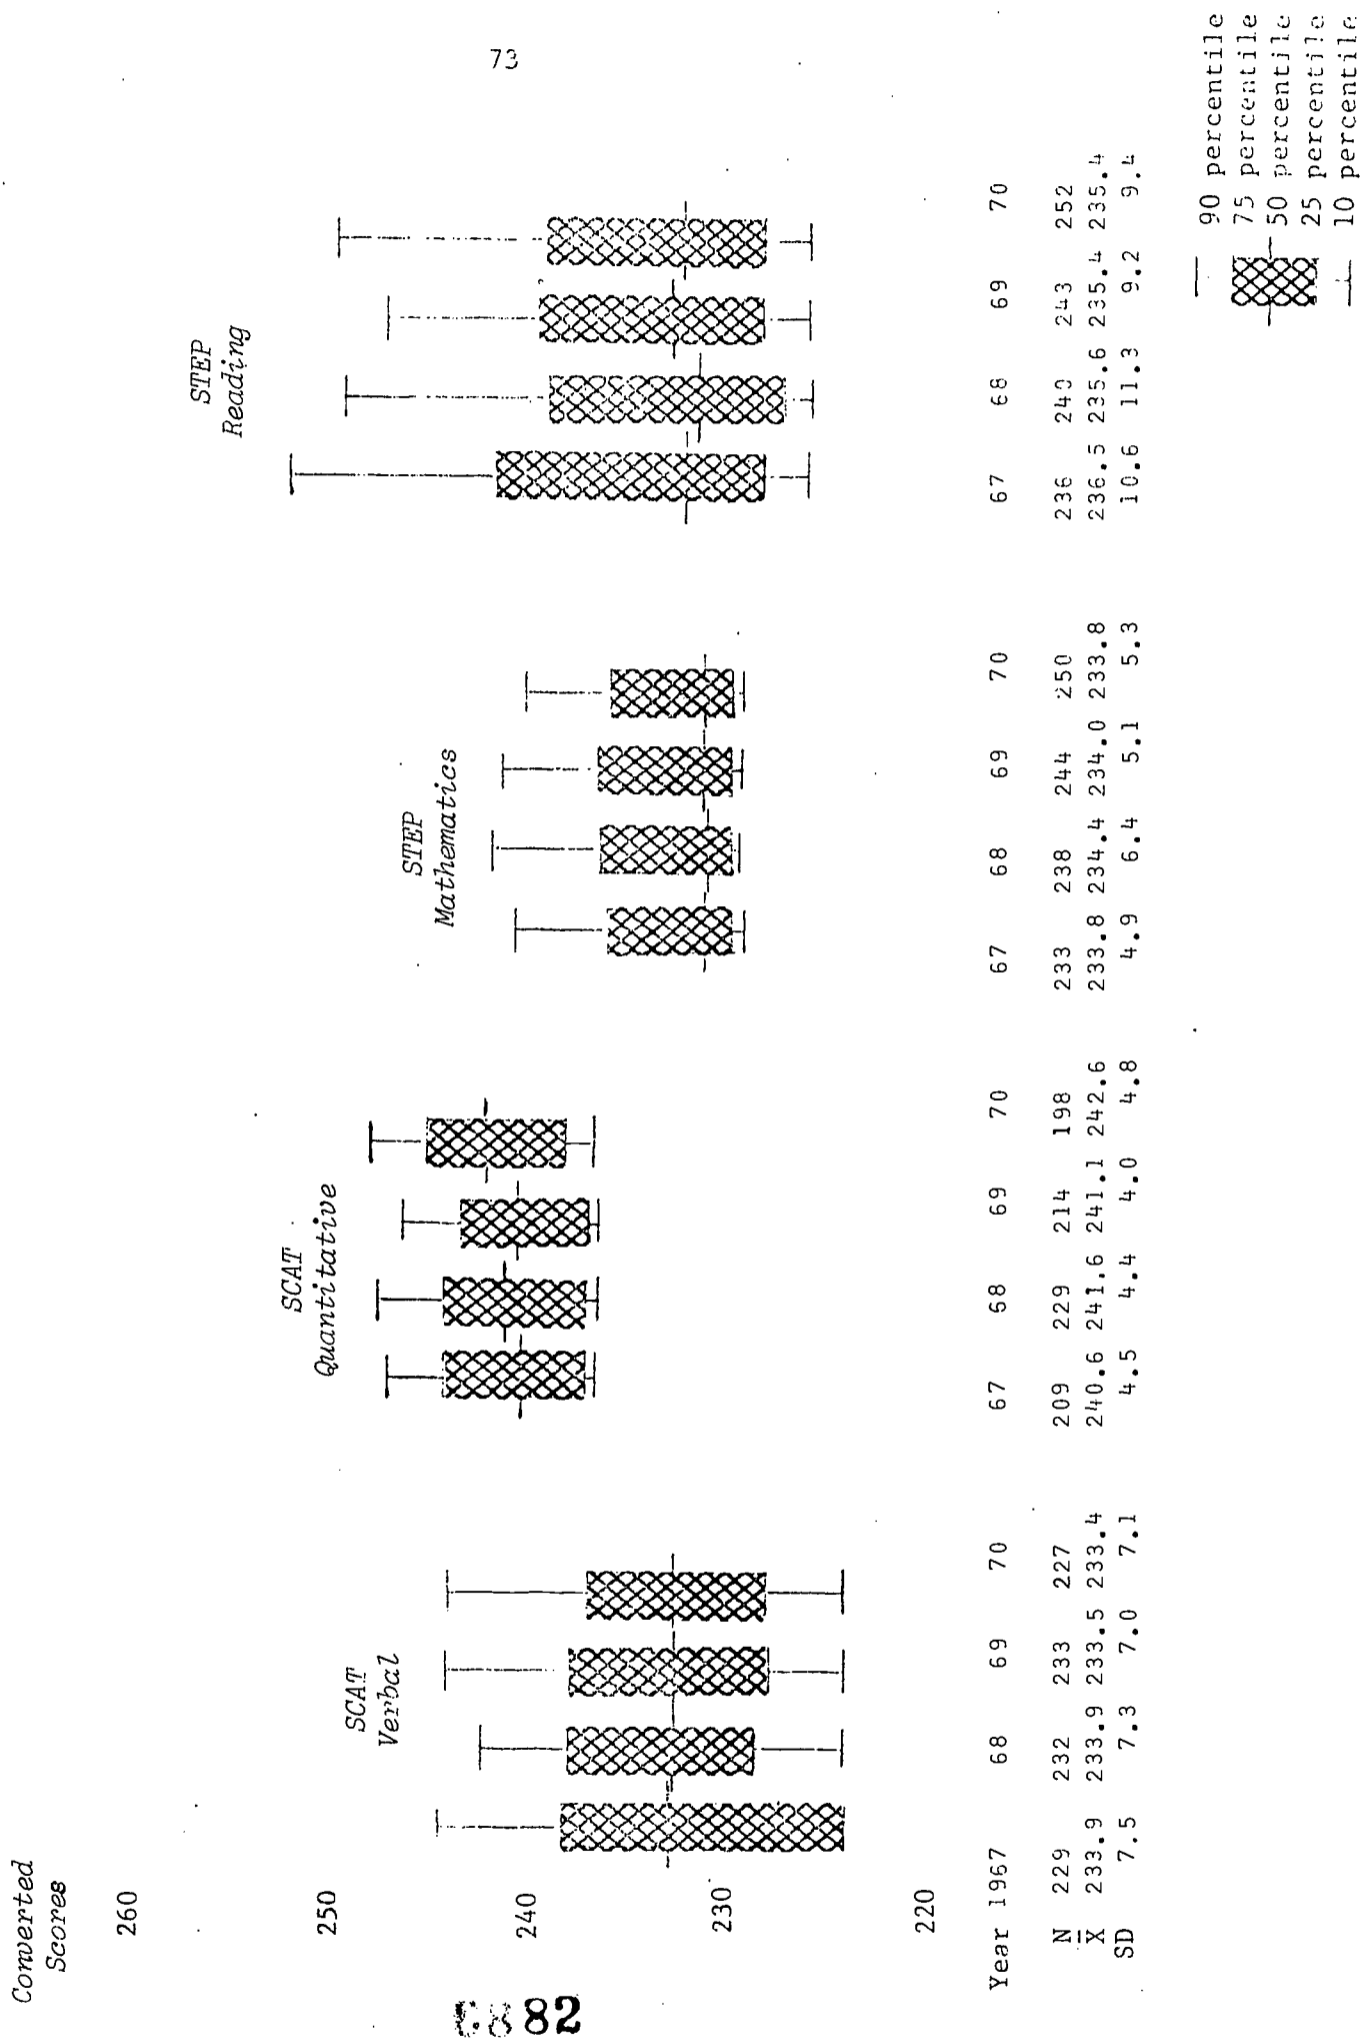 73
Converted
Scores
SCAT
Verbal
SCAT
Quantitative
STEP
Mathematics
STEP
Reading
260
250
240
230
220
Year 1967 68 69 70 67 68 69 70 67 68 69 70 67 68 69 70
N 229 232 233 227 209 229 214 198 233 238 244 250 236 240 243 252
X̄ 233.9 233.9 233.5 233.4 240.6 241.6 241.1 242.6 233.8 234.4 234.0 233.8 236.5 235.6 235.4 235.4
SD 7.5 7.3 7.0 7.1 4.5 4.4 4.0 4.8 4.9 6.4 5.1 5.3 10.6 11.3 9.2 9.4
90 percentile
75 percentile
50 percentile
25 percentile
10 percentile
82